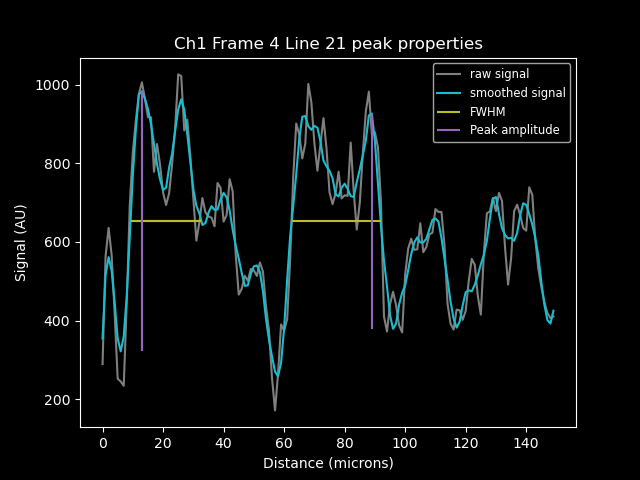 Ch1 Frame 4 Line 21 peak properties
raw signal
smoothed signal
FWHM
Peak amplitude
Signal (AU)
1000
800
600
400
200
0 20 40 60 80 100 120 140
Distance (microns)